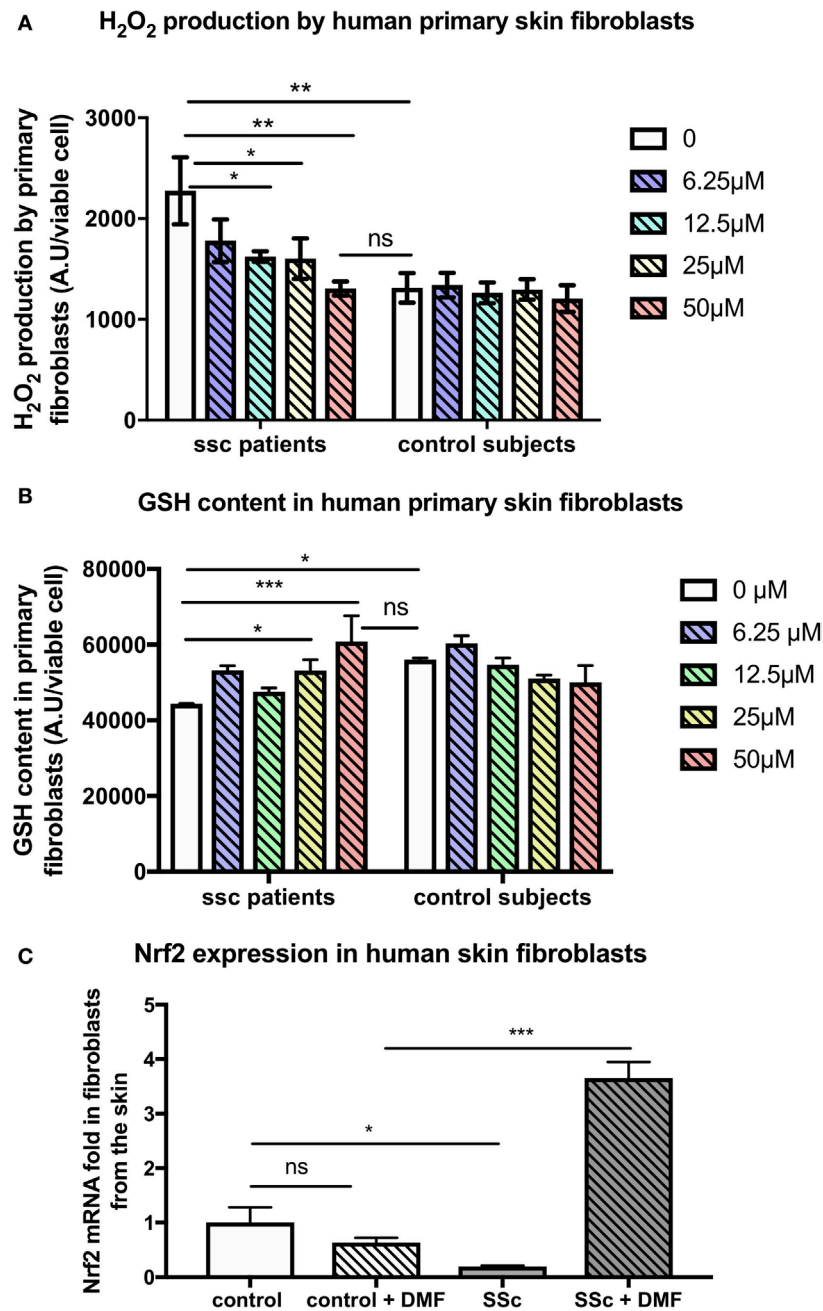 A
H₂O₂ production by human primary skin fibroblasts
H₂O₂ production by primary
fibroblasts (A.U/viable cell)
3000
2000
1000
0
**
**
*
*
ns
ssc patients
control subjects
0
6.25µM
12.5µM
25µM
50µM
B
GSH content in human primary skin fibroblasts
GSH content in primary
fibroblasts (A.U/viable cell)
80000
60000
40000
20000
0
*
***
*
ns
ssc patients
control subjects
0 µM
6.25 µM
12.5µM
25µM
50µM
C
Nrf2 expression in human skin fibroblasts
Nrf2 mRNA fold in fibroblasts
from the skin
5
4
3
2
1
0
***
*
ns
control
control + DMF
SSc
SSc + DMF